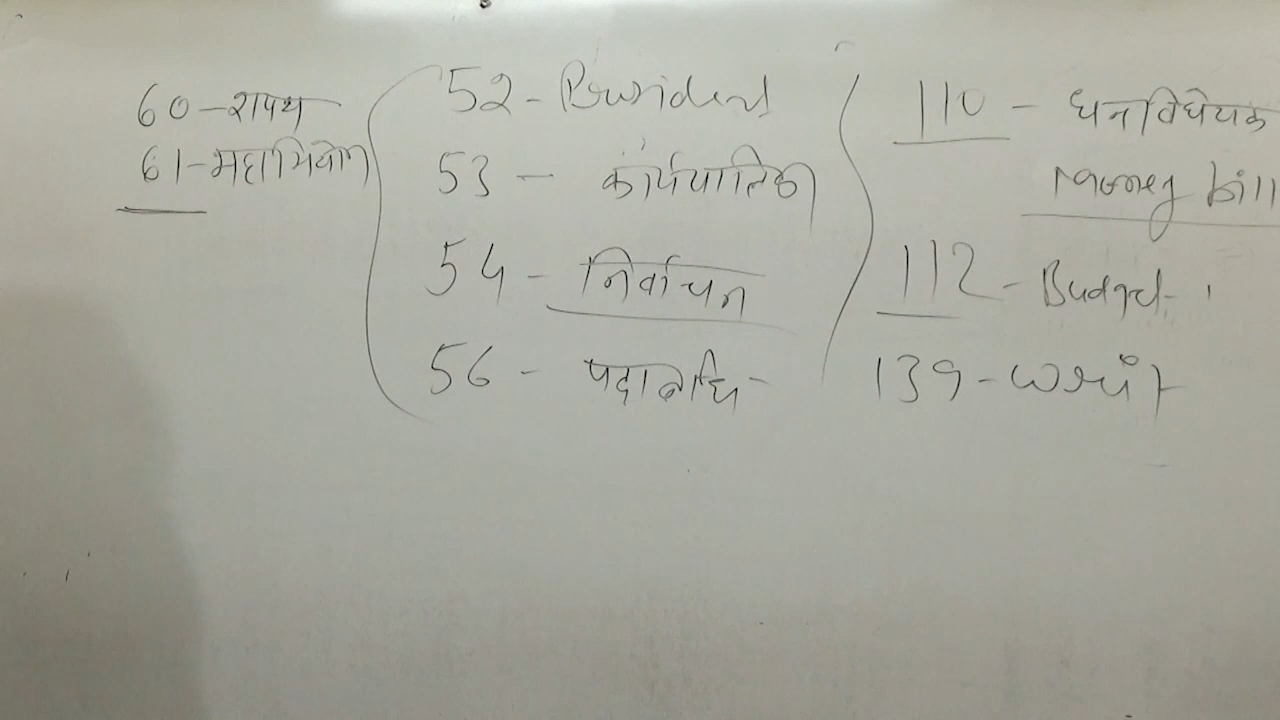 60 - शपथ
61 - महाभियोग
52 - President
53 - कार्यपालिका
54 - निर्वाचन
56 - पदावधि
110 - धन विधेयक
money bill
112 - Budget
139 - writ